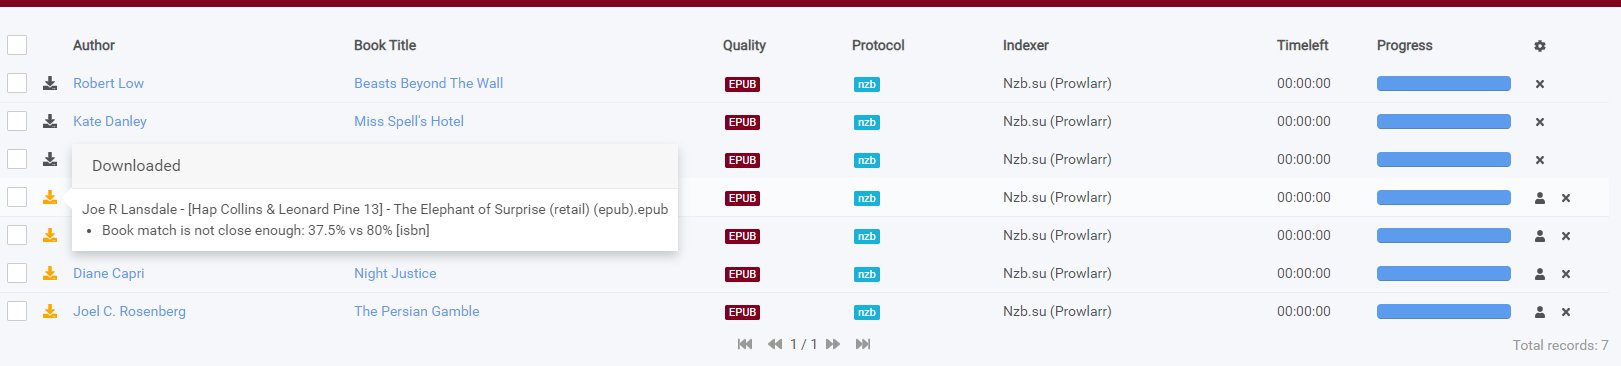 Author Book Title Quality Protocol Indexer Timeleft Progress
Robert Low Beasts Beyond The Wall EPUB nzb Nzb.su (Prowlarr) 00:00:00
Kate Danley Miss Spell's Hotel EPUB nzb Nzb.su (Prowlarr) 00:00:00
EPUB nzb Nzb.su (Prowlarr) 00:00:00
Downloaded
EPUB nzb Nzb.su (Prowlarr) 00:00:00
Joe R Lansdale - [Hap Collins & Leonard Pine 13] - The Elephant of Surprise (retail) (epub).epub
• Book match is not close enough: 37.5% vs 80% [isbn]
EPUB nzb Nzb.su (Prowlarr) 00:00:00
Diane Capri Night Justice EPUB nzb Nzb.su (Prowlarr) 00:00:00
Joel C. Rosenberg The Persian Gamble EPUB nzb Nzb.su (Prowlarr) 00:00:00
1 / 1
Total records: 7